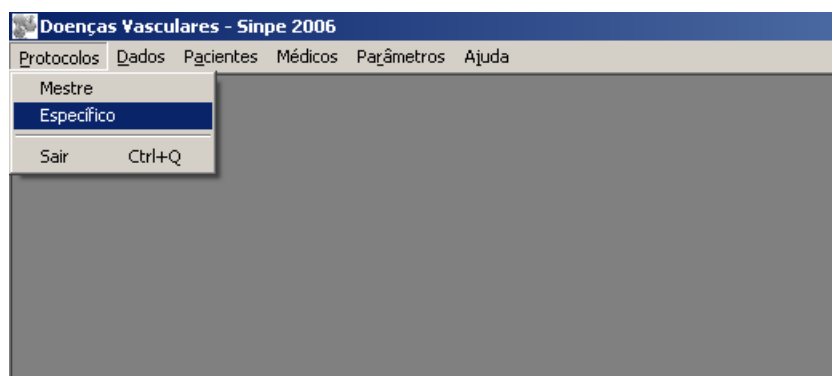 Doenças Vasculares - Sinpe 2006
Protocolos Dados Pacientes Médicos Parâmetros Ajuda
Mestre
Específico
Sair Ctrl+Q